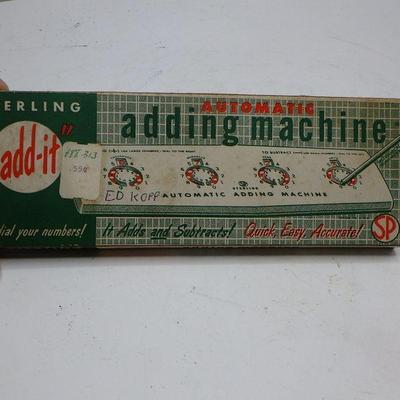 ERLING
"add-it"
AUTOMATIC
adding machine
STERLING
AUTOMATIC ADDING MACHINE
ED KOPP
dial your numbers!
It Adds and Subtracts!
Quick, Easy, Accurate!
SP